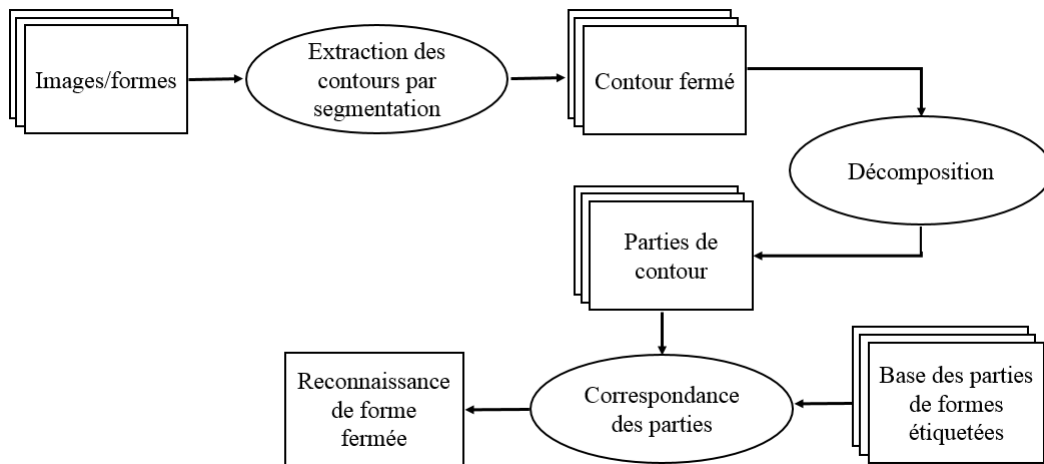 Images/formes
Extraction des
contours par
segmentation
Contour fermé
Décomposition
Parties de
contour
Base des parties
de formes
étiquetées
Correspondance
des parties
Reconnaissance
de forme
fermée